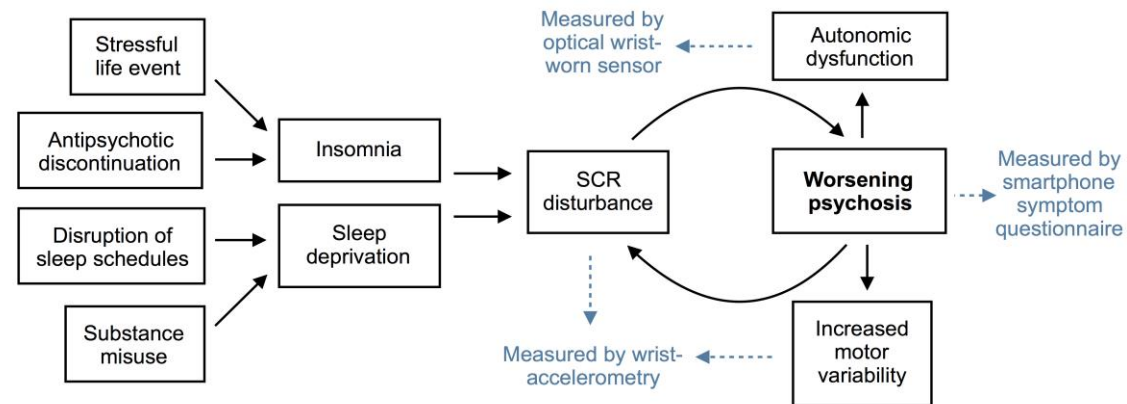 Stressful
life event
Antipsychotic
discontinuation
Disruption of
sleep schedules
Substance
misuse
Insomnia
Sleep
deprivation
SCR
disturbance
Measured by
optical wrist-
worn sensor
Autonomic
dysfunction
Worsening
psychosis
Measured by
smartphone
symptom
questionnaire
Measured by wrist-
accelerometry
Increased
motor
variability